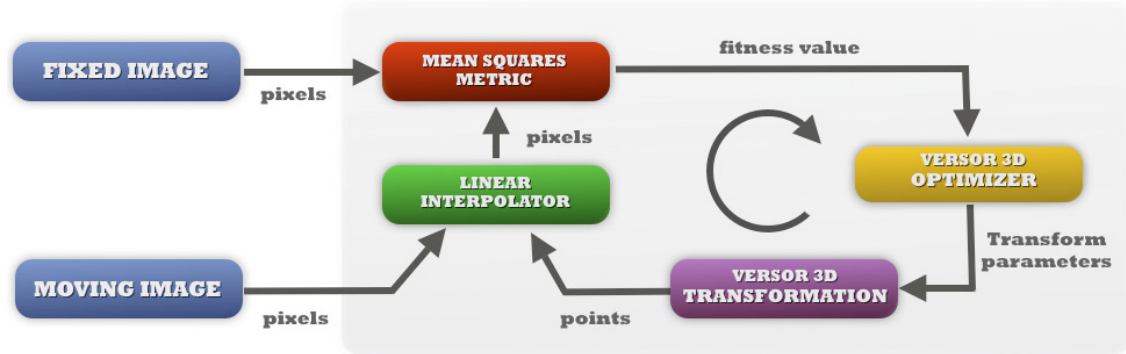 FIXED IMAGE
pixels
MEAN SQUARES
METRIC
fitness value
pixels
VERSOR 3D
OPTIMIZER
LINEAR
INTERPOLATOR
Transform
parameters
MOVING IMAGE
pixels
points
VERSOR 3D
TRANSFORMATION